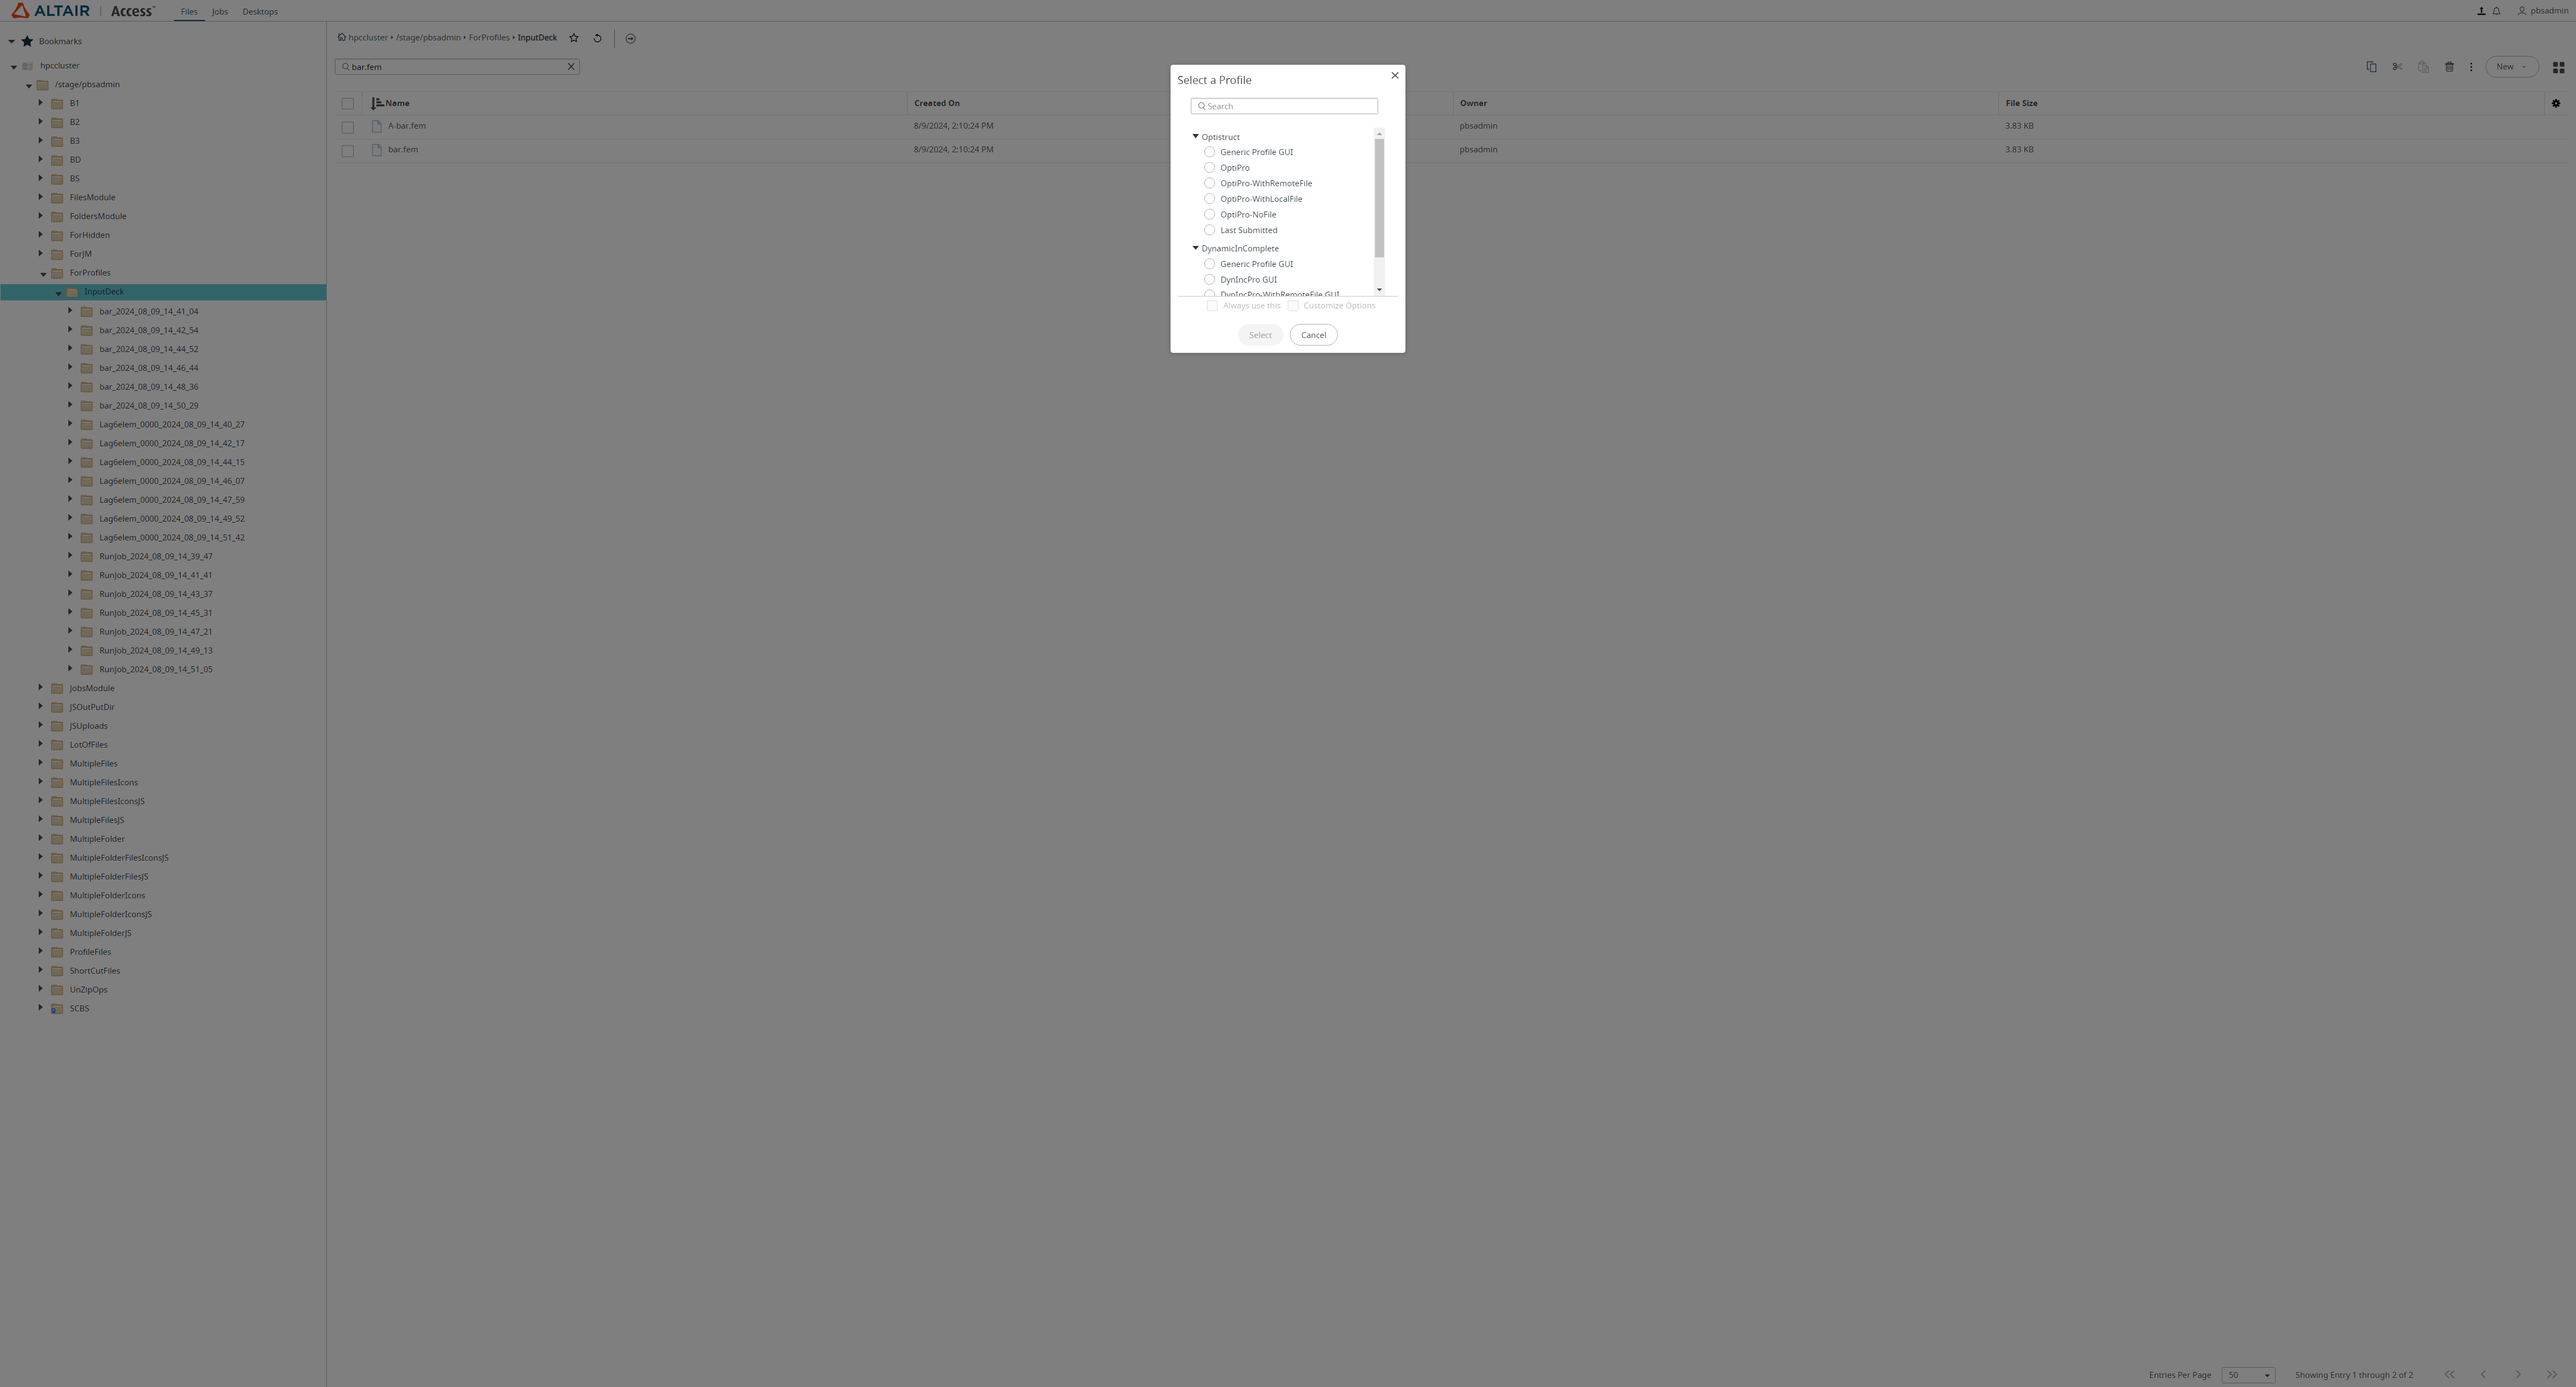 ALTAIR | Access™
Files Jobs Desktops
pbsadmin
Bookmarks
hpccluster
/stage/pbsadmin
B1
B2
B3
BD
BS
FilesModule
FoldersModule
ForHidden
ForJM
ForProfiles
InputDeck
bar_2024_08_09_14_41_04
bar_2024_08_09_14_42_54
bar_2024_08_09_14_44_52
bar_2024_08_09_14_46_44
bar_2024_08_09_14_48_36
bar_2024_08_09_14_50_29
Lag6elem_0000_2024_08_09_14_40_27
Lag6elem_0000_2024_08_09_14_42_17
Lag6elem_0000_2024_08_09_14_44_15
Lag6elem_0000_2024_08_09_14_46_07
Lag6elem_0000_2024_08_09_14_47_59
Lag6elem_0000_2024_08_09_14_49_52
Lag6elem_0000_2024_08_09_14_51_42
RunJob_2024_08_09_14_39_47
RunJob_2024_08_09_14_41_41
RunJob_2024_08_09_14_43_37
RunJob_2024_08_09_14_45_31
RunJob_2024_08_09_14_47_21
RunJob_2024_08_09_14_49_13
RunJob_2024_08_09_14_51_05
JobsModule
JSOutPutDir
JSUploads
LotOfFiles
MultipleFiles
MultipleFilesIcons
MultipleFilesIconsJS
MultipleFilesJS
MultipleFolder
MultipleFolderFilesIconsJS
MultipleFolderFilesJS
MultipleFolderIcons
MultipleFolderIconsJS
MultipleFolderJS
ProfileFiles
ShortCutFiles
UnZipOps
SCBS
hpccluster /stage/pbsadmin ForProfiles InputDeck
bar.fem
New
Name Created On Owner File Size
A-bar.fem 8/9/2024, 2:10:24 PM pbsadmin 3.83 KB
bar.fem 8/9/2024, 2:10:24 PM pbsadmin 3.83 KB
Select a Profile
Search
Optistruct
Generic Profile GUI
OptiPro
OptiPro-WithRemoteFile
OptiPro-WithLocalFile
OptiPro-NoFile
Last Submitted
DynamicInComplete
Generic Profile GUI
DynIncPro GUI
DynIncPro-WithRemoteFile GUI
Always use this Customize Options
Select Cancel
Entries Per Page 50 Showing Entry 1 through 2 of 2